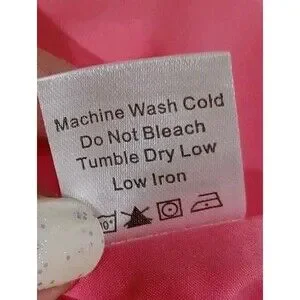 Machine Wash Cold
Do Not Bleach
Tumble Dry Low
Low Iron